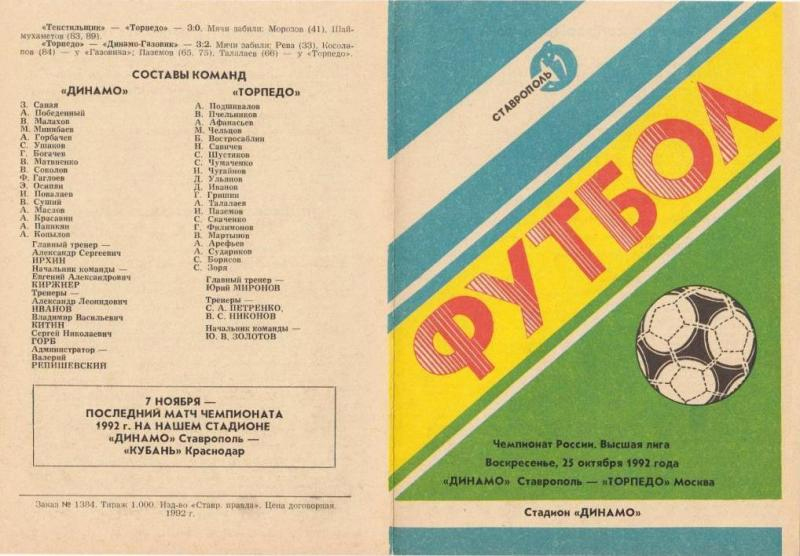 «Текстильщик» — «Торпедо» — 3:0. Мячи забили: Морозов (41). Шай-
мухаметов (83, 89).
«Торпедо» — «Динамо-Газовик» — 3:2. Мячи забили: Рева (33). Косола-
пов (84) — у «Газовика»; Паземов (65, 75). Талалаев (66) — у «Торпедо».
СОСТАВЫ КОМАНД
«ДИНАМО»
З. Саная
А. Победенный
В. Малахов
М. Минибаев
А. Горбачев
С. Ушаков
Г. Богачев
В. Матвиенко
В. Соколов
Ф. Гаглоев
Э. Осипян
И. Поваляев
В. Суший
А. Маслов
А. Красавин
А. Папикян
А. Копылов
Главный тренер —
Александр Сергеевич
ИРХИН
Начальник команды —
Евгений Александрович
КИРЖНЕР
Тренеры —
Александр Леонидович
ИВАНОВ
Владимир Васильевич
КИТИН
Сергей Николаевич
ГОРБ
Администратор —
Валерий
РЕПИШЕВСКИЙ
«ТОРПЕДО»
А. Подшивалов
В. Пчельников
А. Афанасьев
М. Чельцов
Б. Востросаблин
Н. Савичев
С. Шустиков
С. Чумаченко
И. Чугайнов
Д. Ульянов
Д. Иванов
Г. Гришин
А. Талалаев
И. Паземов
С. Скаченко
Г. Филимонов
В. Мартынов
А. Арефьев
А. Судариков
С. Борисов
С. Зоря
Главный тренер —
Юрий МИРОНОВ
Тренеры —
С. А. ПЕТРЕНКО,
В. С. НИКОНОВ
Начальник команды —
Ю. В. ЗОЛОТОВ
7 НОЯБРЯ —
ПОСЛЕДНИЙ МАТЧ ЧЕМПИОНАТА
1992 г. НА НАШЕМ СТАДИОНЕ
«ДИНАМО» Ставрополь —
«КУБАНЬ» Краснодар
Заказ № 1384. Тираж 1.000. Изд-во «Ставр. правда». Цена договорная.
1992 г.
СТАВРОПОЛЬ
ФУТБОЛ
Чемпионат России. Высшая лига
Воскресенье, 25 октября 1992 года
«ДИНАМО» Ставрополь — «ТОРПЕДО» Москва
Стадион «ДИНАМО»